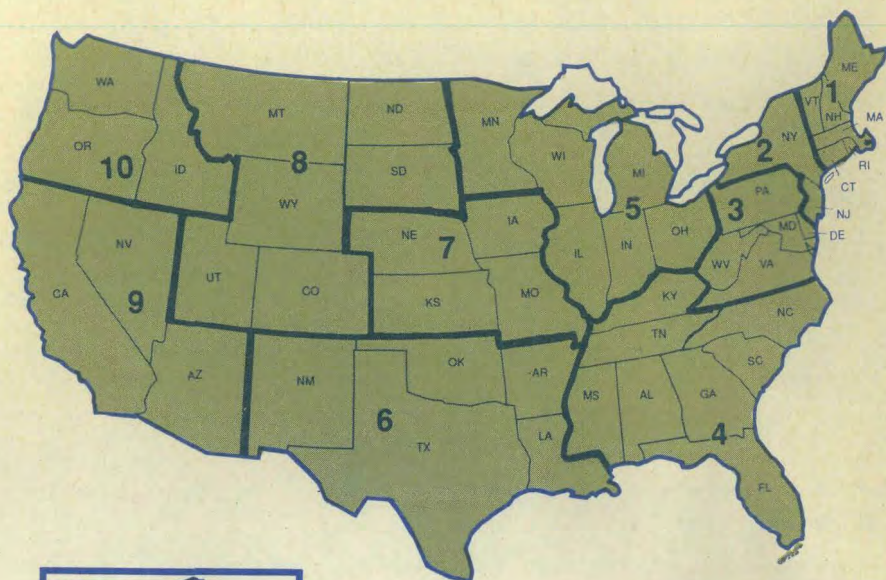 WA
MT
ND
MN
ME
VT
1
NH
MA
OR
10
ID
8
SD
WI
MI
2
NY
RI
WY
5
3
PA
CT
NJ
NV
NE
7
IA
IL
IN
OH
MD
DE
WV
VA
UT
CO
CA
9
KS
MO
KY
NC
TN
AZ
NM
OK
AR
SC
6
MS
AL
GA
TX
LA
4
FL